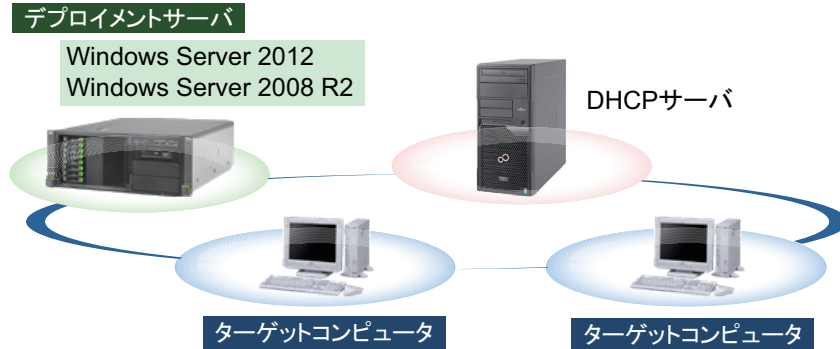 デプロイメントサーバ
Windows Server 2012
Windows Server 2008 R2
DHCPサーバ
ターゲットコンピュータ
ターゲットコンピュータ